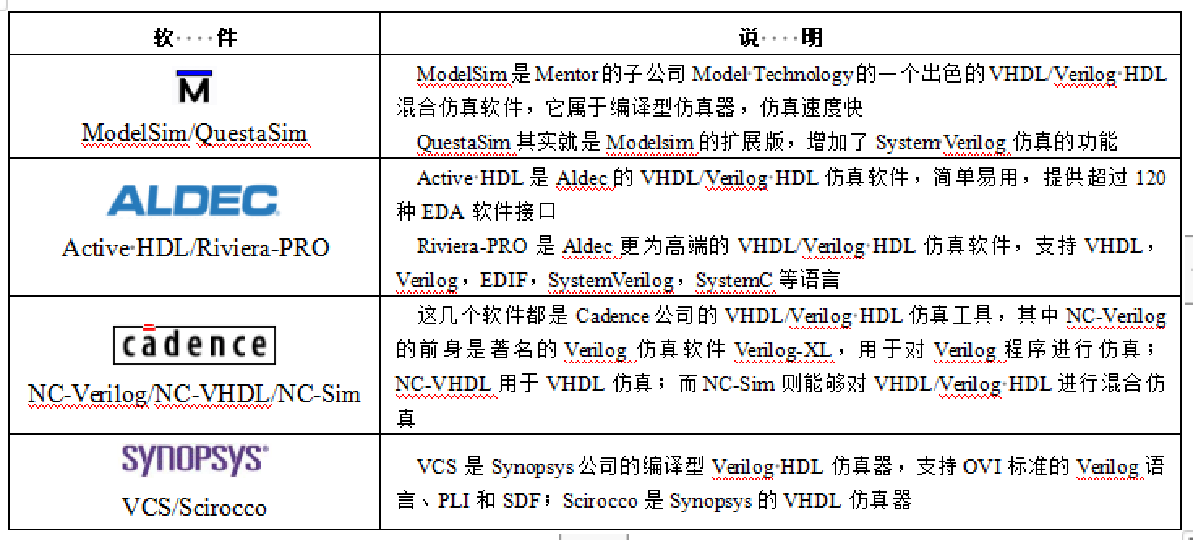 软 件
说 明
M
ModelSim/QuestaSim
ModelSim 是 Mentor 的子公司 Model Technology 的一个出色的 VHDL/Verilog HDL
混合仿真软件，它属于编译型仿真器，仿真速度快
QuestaSim 其实就是 Modelsim 的扩展版，增加了 System Verilog 仿真的功能
ALDEC
Active HDL/Riviera-PRO
Active HDL 是 Aldec 的 VHDL/Verilog HDL 仿真软件，简单易用，提供超过 120
种 EDA 软件接口
Riviera-PRO 是 Aldec 更为高端的 VHDL/Verilog HDL 仿真软件，支持 VHDL，
Verilog，EDIF，SystemVerilog，SystemC 等语言
cādence
NC-Verilog/NC-VHDL/NC-Sim
这几个软件都是 Cadence 公司的 VHDL/Verilog HDL 仿真工具，其中 NC-Verilog
的前身是著名的 Verilog 仿真软件 Verilog-XL，用于对 Verilog 程序进行仿真；
NC-VHDL 用于 VHDL 仿真；而 NC-Sim 则能够对 VHDL/Verilog HDL 进行混合仿
真
SYNOPSYS®
VCS/Scirocco
VCS 是 Synopsys 公司的编译型 Verilog HDL 仿真器，支持 OVI 标准的 Verilog 语
言、PLI 和 SDF；Scirocco 是 Synopsys 的 VHDL 仿真器